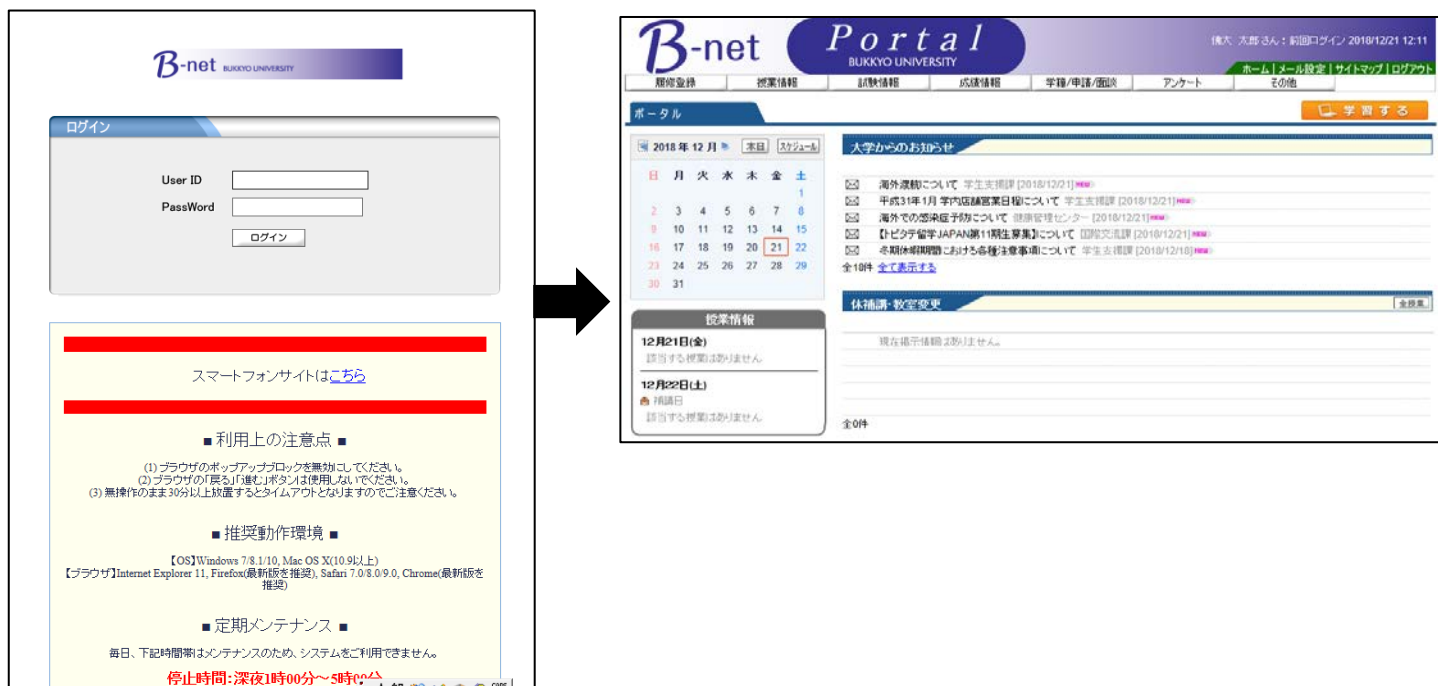 B-net BUKKYO UNIVERSITY
ログイン
User ID
PassWord
ログイン
スマートフォンサイトはこちら
■ 利用上の注意点 ■
(1) ブラウザのポップアップブロックを無効にしてください。
(2) ブラウザの「戻る」「進む」ボタンは使用しないでください。
(3) 無操作のまま30分以上放置するとタイムアウトとなりますのでご注意ください。
■ 推奨動作環境 ■
【OS】Windows 7/8.1/10, Mac OS X(10.9以上)
【ブラウザ】Internet Explorer 11, Firefox(最新版を推奨), Safari 7.0/8.0/9.0, Chrome(最新版を
推奨)
■ 定期メンテナンス ■
毎日、下記時間帯はメンテナンスのため、システムをご利用できません。
停止時間:深夜1時00分～5時00分
B-net Portal
BUKKYO UNIVERSITY
佛大 太郎 さん : 前回ログイン 2018/12/21 12:11
ホーム | メール設定 | サイトマップ | ログアウト
履修登録 授業情報 試験情報 成績情報 学籍/申請/面談 アンケート その他
ポータル
学習する
2018 年 12 月 本日 スケジュール
日 月 火 水 木 金 土
1
2 3 4 5 6 7 8
9 10 11 12 13 14 15
16 17 18 19 20 21 22
23 24 25 26 27 28 29
30 31
授業情報
12月21日(金)
該当する授業はありません
12月22日(土)
補講日
該当する授業はありません
大学からのお知らせ
海外渡航について 学生支援課 [2018/12/21] NEW
平成31年1月 学内店舗営業日程について 学生支援課 [2018/12/21] NEW
海外での感染症予防について 健康管理センター [2018/12/21] NEW
【トビタテ留学JAPAN第11期生募集】について 国際交流課 [2018/12/21] NEW
冬期休暇期間における各種注意事項について 学生支援課 [2018/12/18] NEW
全18件 全て表示する
休補講・教室変更
全授業
現在掲示情報はありません。
全0件